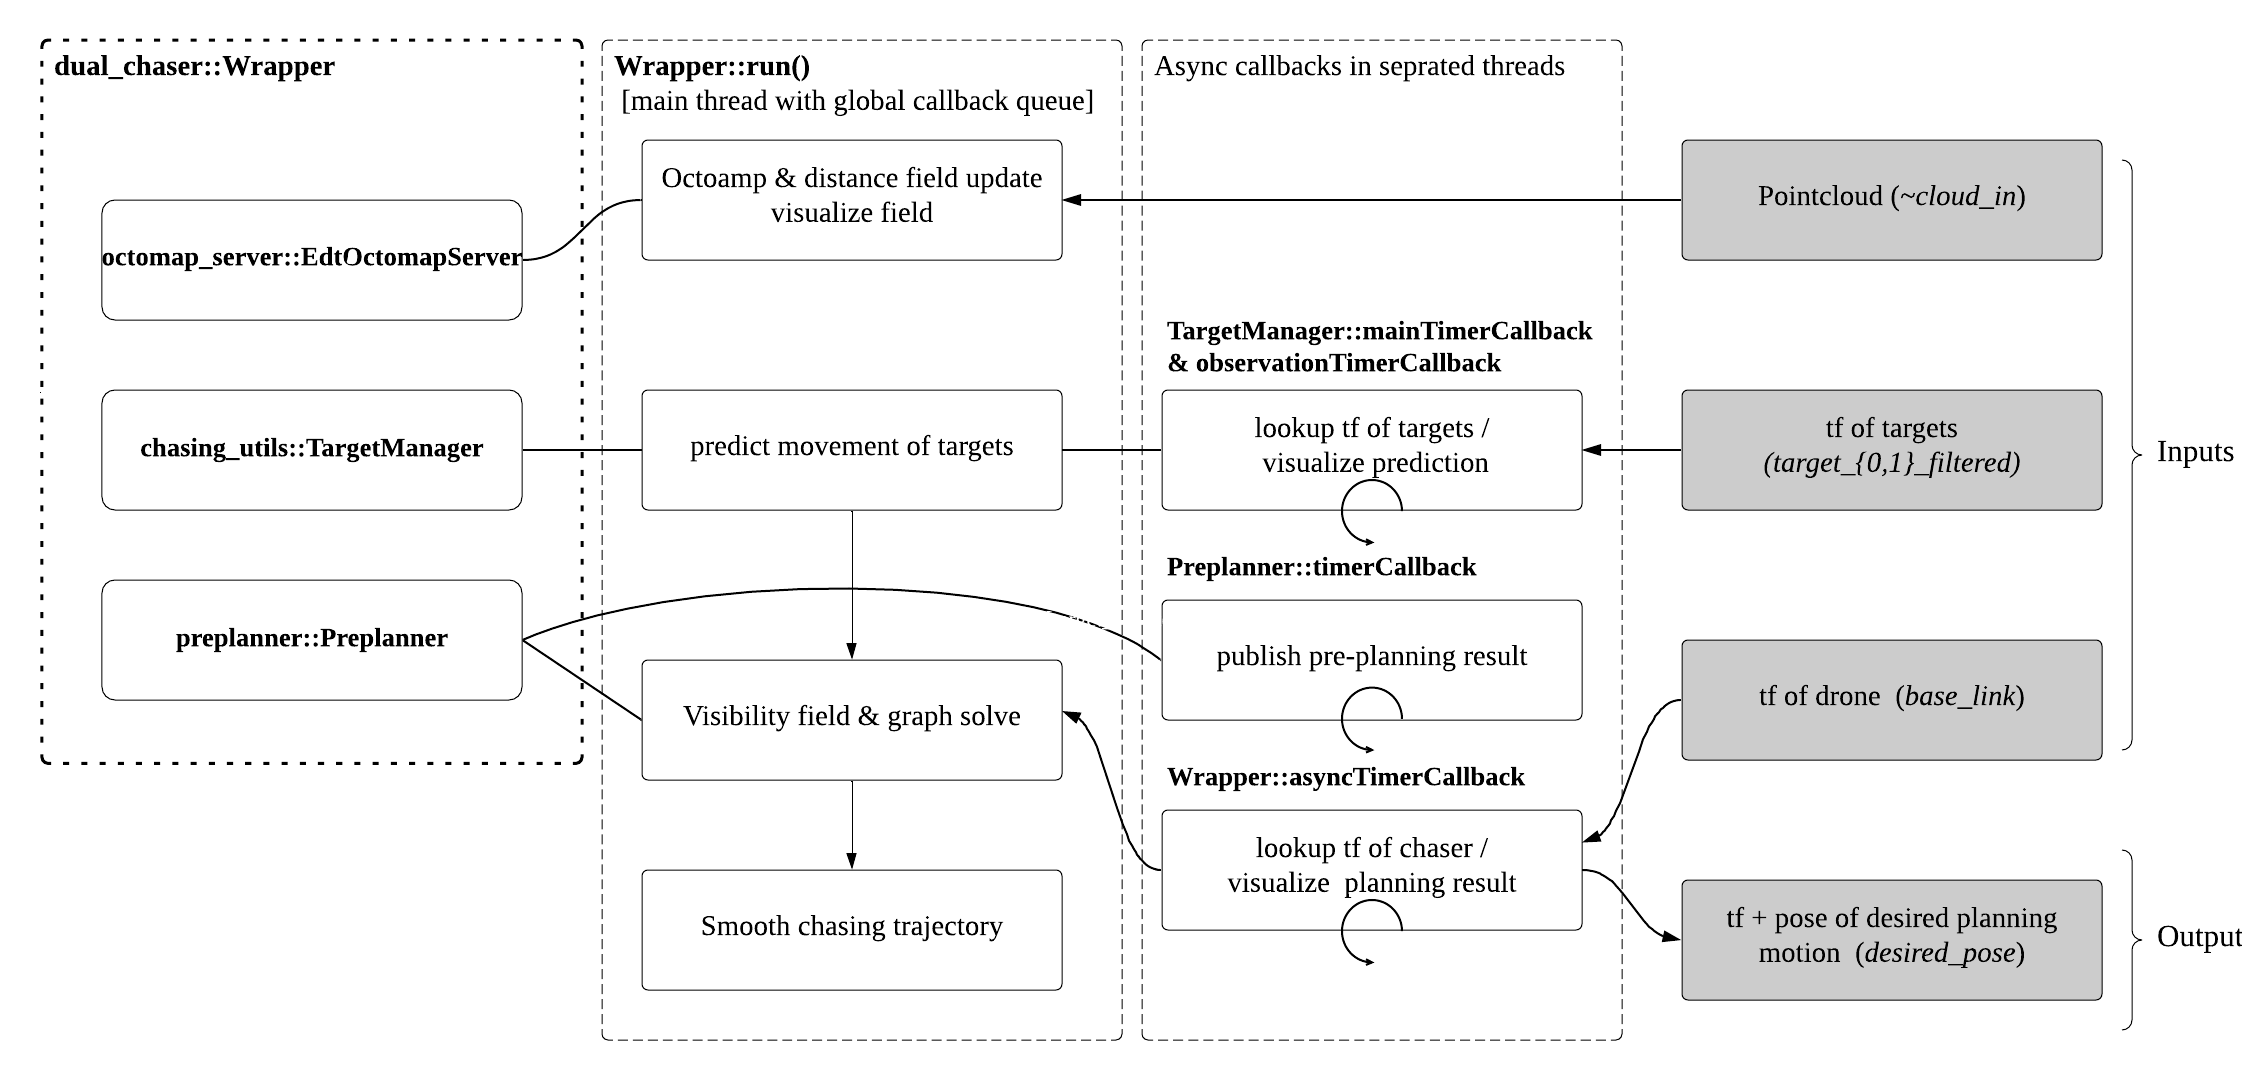 dual_chaser::Wrapper
octomap_server::EdtOctomapServer
chasing_utils::TargetManager
preplanner::Preplanner
Wrapper::run()
[main thread with global callback queue]
Octoamp & distance field update
visualize field
predict movement of targets
Visibility field & graph solve
Smooth chasing trajectory
Async callbacks in seprated threads
TargetManager::mainTimerCallback
& observationTimerCallback
lookup tf of targets /
visualize prediction
Preplanner::timerCallback
publish pre-planning result
Wrapper::asyncTimerCallback
lookup tf of chaser /
visualize  planning result
Pointcloud (~cloud_in)
tf of targets
(target_{0,1}_filtered)
tf of drone  (base_link)
tf + pose of desired planning
motion  (desired_pose)
Inputs
Output